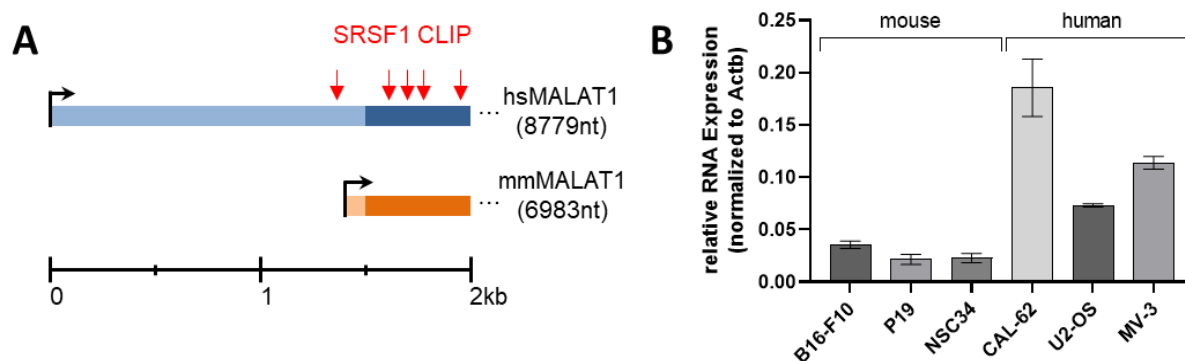 A
SRSF1 CLIP
hsMALAT1
(8779nt)
...
mmMALAT1
(6983nt)
...
0
1
2kb
B
mouse
human
relative RNA Expression
(normalized to Actb)
0.25
0.20
0.15
0.10
0.05
0.00
B16-F10
P19
NSC34
CAL-62
U2-OS
MV-3